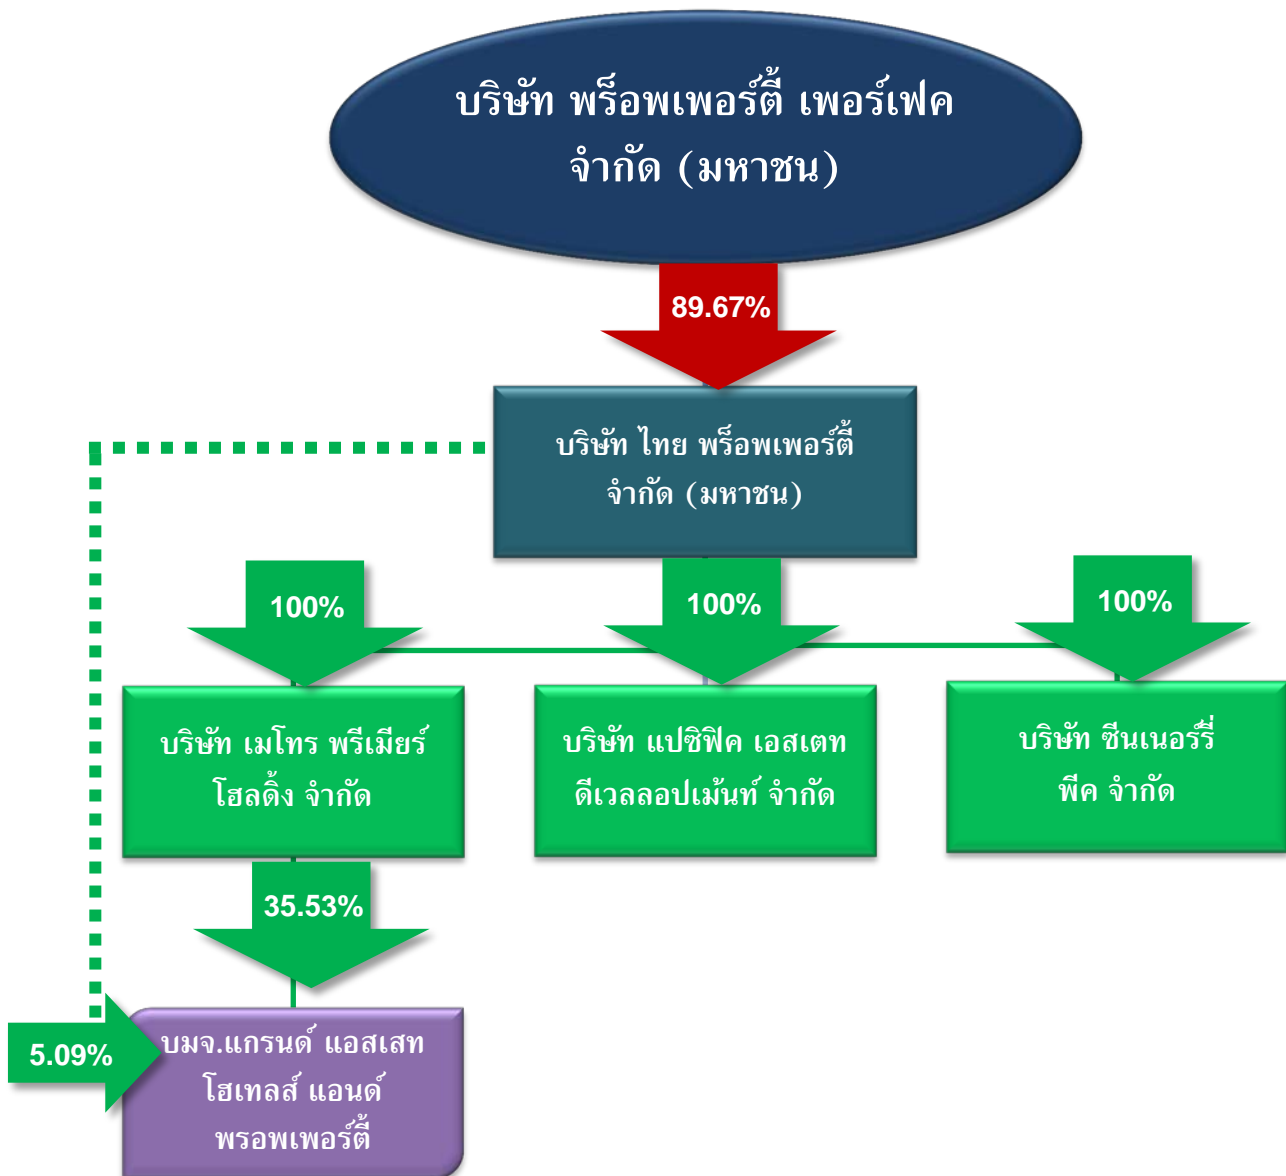 บริษัท พร็อพเพอร์ตี้ เพอร์เฟค
จำกัด (มหาชน)
89.67%
บริษัท ไทย พร็อพเพอร์ตี้
จำกัด (มหาชน)
100%
100%
100%
บริษัท เมโทร พรีเมียร์
โฮลดิ้ง จำกัด
บริษัท แปซิฟิค เอสเตท
ดีเวลลอปเม้นท์ จำกัด
บริษัท ซีนเนอร์รี่
พีค จำกัด
35.53%
5.09%
บมจ.แกรนด์ แอสเสท
โฮเทลส์ แอนด์
พรอพเพอร์ตี้